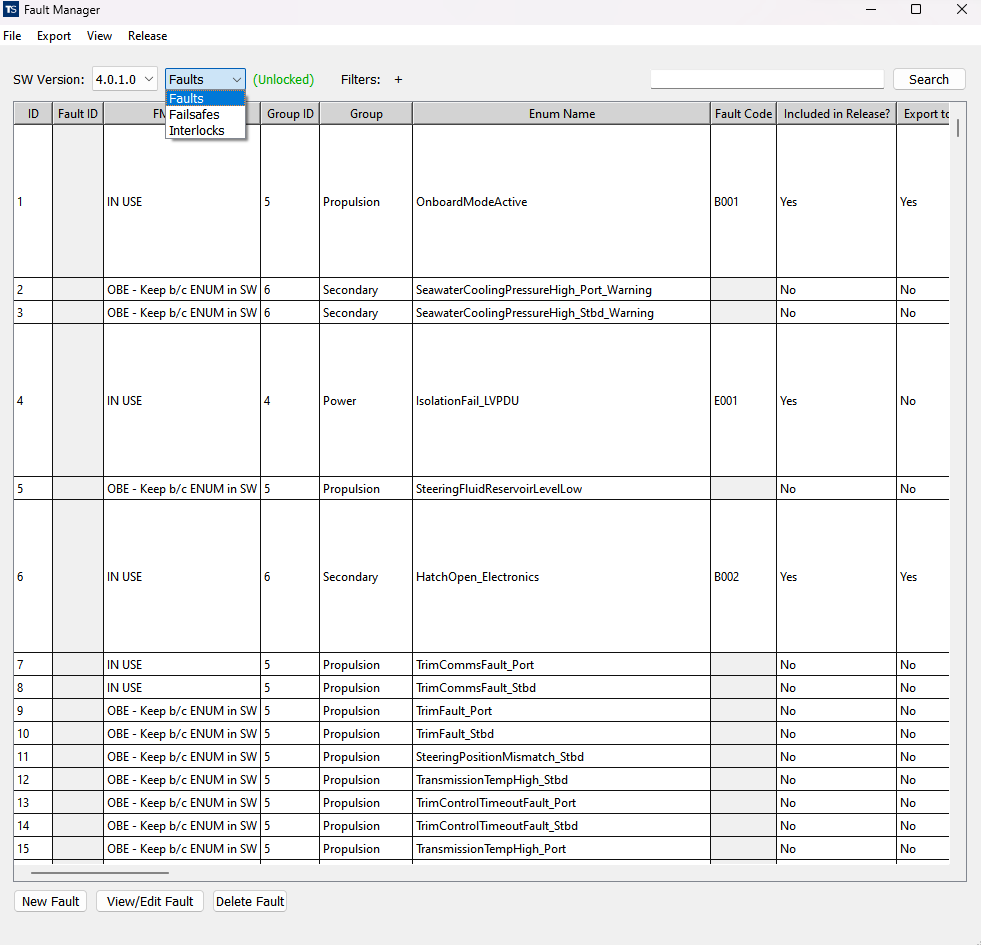 TS Fault Manager
File Export View Release
SW Version: 4.0.1.0 Faults (Unlocked) Filters: + Search
Faults
Failsafes
Interlocks
ID Fault ID Group ID Group Enum Name Fault Code Included in Release? Export to
1 IN USE 5 Propulsion OnboardModeActive B001 Yes Yes
2 OBE - Keep b/c ENUM in SW 6 Secondary SeawaterCoolingPressureHigh_Port_Warning No No
3 OBE - Keep b/c ENUM in SW 6 Secondary SeawaterCoolingPressureHigh_Stbd_Warning No No
4 IN USE 4 Power IsolationFail_LVPDU E001 Yes No
5 OBE - Keep b/c ENUM in SW 5 Propulsion SteeringFluidReservoirLevelLow No No
6 IN USE 6 Secondary HatchOpen_Electronics B002 Yes Yes
7 IN USE 5 Propulsion TrimCommsFault_Port No No
8 IN USE 5 Propulsion TrimCommsFault_Stbd No No
9 OBE - Keep b/c ENUM in SW 5 Propulsion TrimFault_Port No No
10 OBE - Keep b/c ENUM in SW 5 Propulsion TrimFault_Stbd No No
11 OBE - Keep b/c ENUM in SW 5 Propulsion SteeringPositionMismatch_Stbd No No
12 OBE - Keep b/c ENUM in SW 5 Propulsion TransmissionTempHigh_Stbd No No
13 OBE - Keep b/c ENUM in SW 5 Propulsion TrimControlTimeoutFault_Port No No
14 OBE - Keep b/c ENUM in SW 5 Propulsion TrimControlTimeoutFault_Stbd No No
15 OBE - Keep b/c ENUM in SW 5 Propulsion TransmissionTempHigh_Port No No
New Fault View/Edit Fault Delete Fault